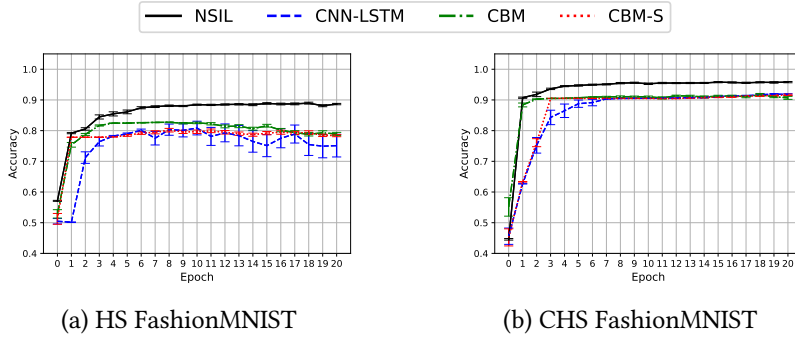 NSIL CNN-LSTM CBM CBM-S
1.0
0.9
0.8
0.7
0.6
0.5
0.4
Accuracy
0 1 2 3 4 5 6 7 8 9 10 11 12 13 14 15 16 17 18 19 20
Epoch
(a) HS FashionMNIST
1.0
0.9
0.8
0.7
0.6
0.5
0.4
Accuracy
0 1 2 3 4 5 6 7 8 9 10 11 12 13 14 15 16 17 18 19 20
Epoch
(b) CHS FashionMNIST